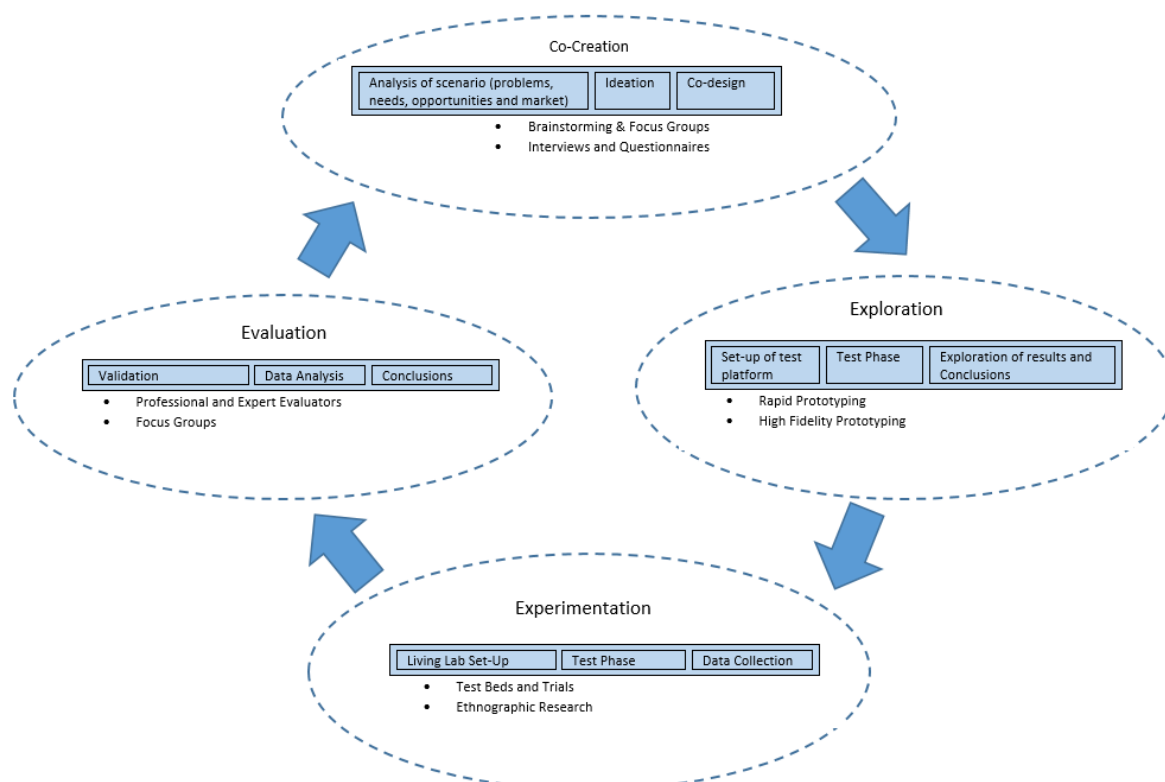 Co-Creation
Analysis of scenario (problems,
needs, opportunities and market)
Ideation
Co-design
• Brainstorming & Focus Groups
• Interviews and Questionnaires
Exploration
Set-up of test
platform
Test Phase
Exploration of results and
Conclusions
• Rapid Prototyping
• High Fidelity Prototyping
Experimentation
Living Lab Set-Up
Test Phase
Data Collection
• Test Beds and Trials
• Ethnographic Research
Evaluation
Validation
Data Analysis
Conclusions
• Professional and Expert Evaluators
• Focus Groups